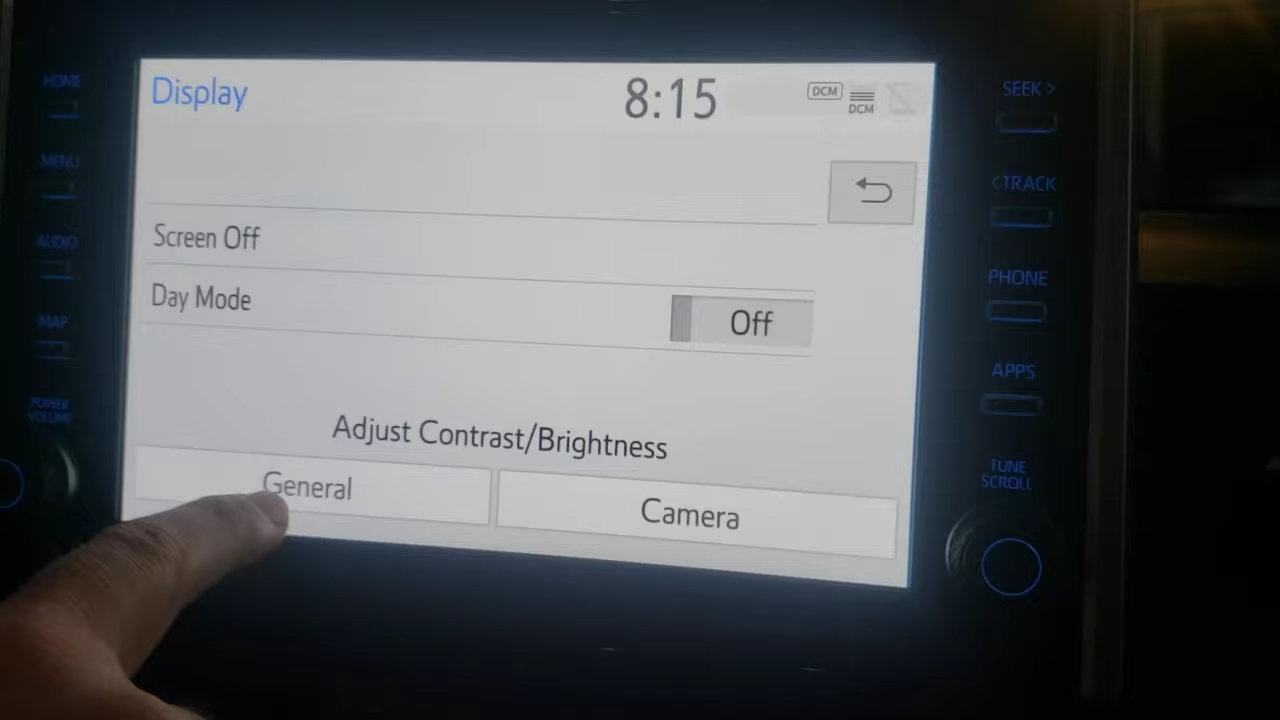 HOME
MENU
AUDIO
MAP
POWER
VOLUME
Display
8:15
DCM
DCM
Screen Off
Day Mode
Off
Adjust Contrast/Brightness
General
Camera
SEEK >
< TRACK
PHONE
APPS
TUNE
SCROLL